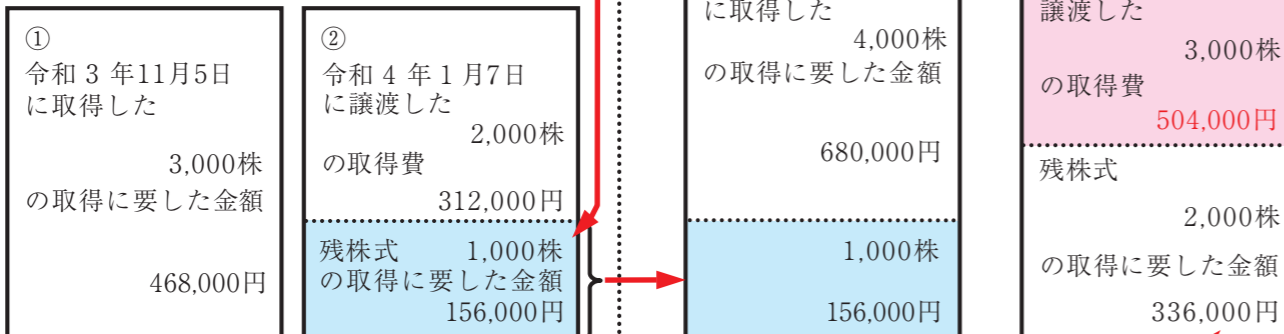 ①
令和 3 年11月5日
に取得した
3,000株
の取得に要した金額
468,000円
②
令和 4 年 1 月7日
に譲渡した
2,000株
の取得費
312,000円
残株式 1,000株
の取得に要した金額
156,000円
に取得した
4,000株
の取得に要した金額
680,000円
1,000株
156,000円
譲渡した
3,000株
の取得費
504,000円
残株式
2,000株
の取得に要した金額
336,000円